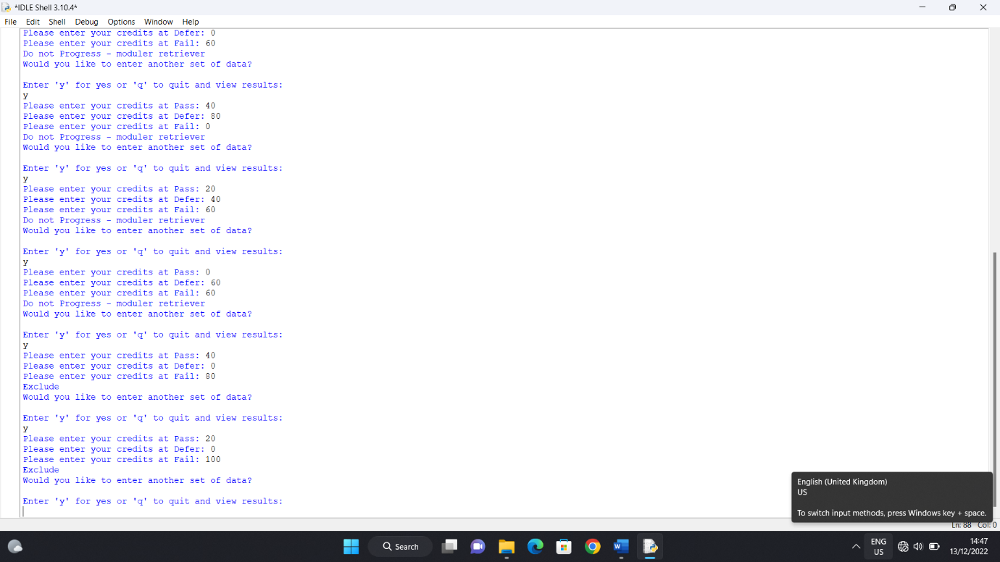 *IDLE Shell 3.10.4*
File Edit Shell Debug Options Window Help
Please enter your credits at Defer: 0
Please enter your credits at Fail: 60
Do not Progress - moduler retriever
Would you like to enter another set of data?
Enter 'y' for yes or 'q' to quit and view results:
y
Please enter your credits at Pass: 40
Please enter your credits at Defer: 80
Please enter your credits at Fail: 0
Do not Progress - moduler retriever
Would you like to enter another set of data?
Enter 'y' for yes or 'q' to quit and view results:
y
Please enter your credits at Pass: 20
Please enter your credits at Defer: 40
Please enter your credits at Fail: 60
Do not Progress - moduler retriever
Would you like to enter another set of data?
Enter 'y' for yes or 'q' to quit and view results:
y
Please enter your credits at Pass: 0
Please enter your credits at Defer: 60
Please enter your credits at Fail: 60
Do not Progress - moduler retriever
Would you like to enter another set of data?
Enter 'y' for yes or 'q' to quit and view results:
y
Please enter your credits at Pass: 40
Please enter your credits at Defer: 0
Please enter your credits at Fail: 80
Exclude
Would you like to enter another set of data?
Enter 'y' for yes or 'q' to quit and view results:
y
Please enter your credits at Pass: 20
Please enter your credits at Defer: 0
Please enter your credits at Fail: 100
Exclude
Would you like to enter another set of data?
Enter 'y' for yes or 'q' to quit and view results:
English (United Kingdom)
US
To switch input methods, press Windows key + space.
Ln: 88 Col: 0
Search
ENG
US
14:47
13/12/2022